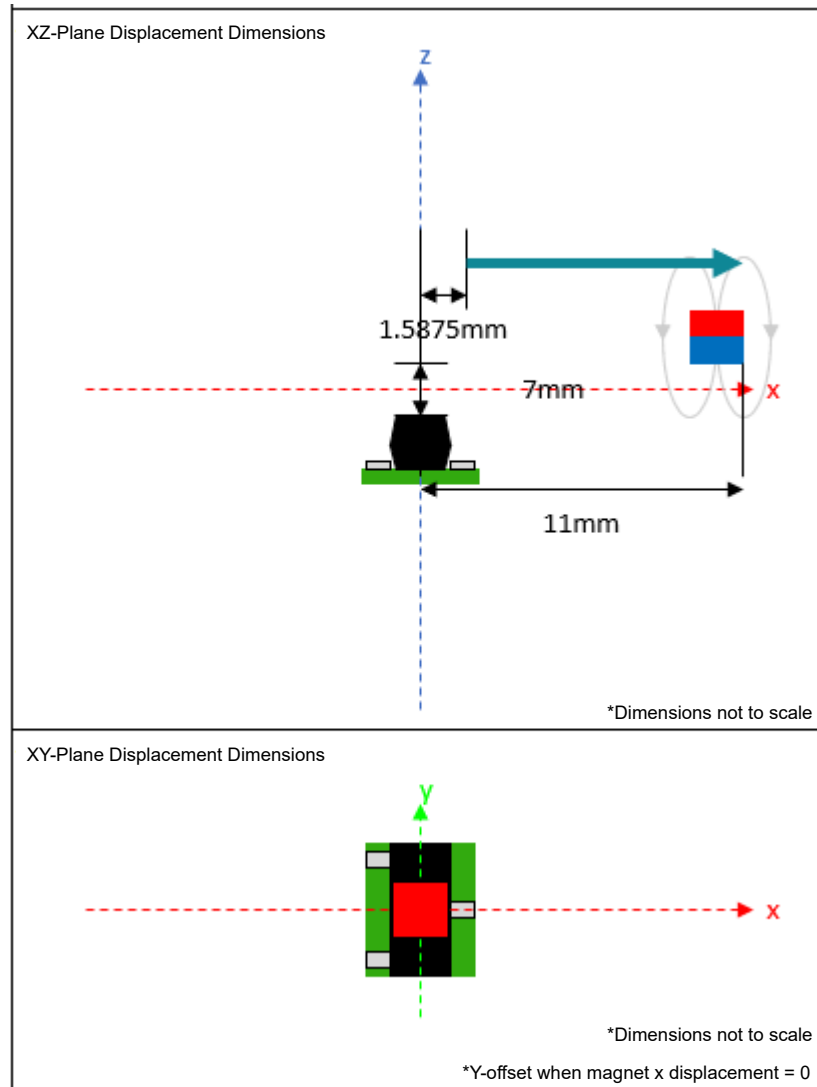 XZ-Plane Displacement Dimensions
z
1.5875mm
7mm
x
11mm
*Dimensions not to scale
XY-Plane Displacement Dimensions
y
x
*Dimensions not to scale
*Y-offset when magnet x displacement = 0